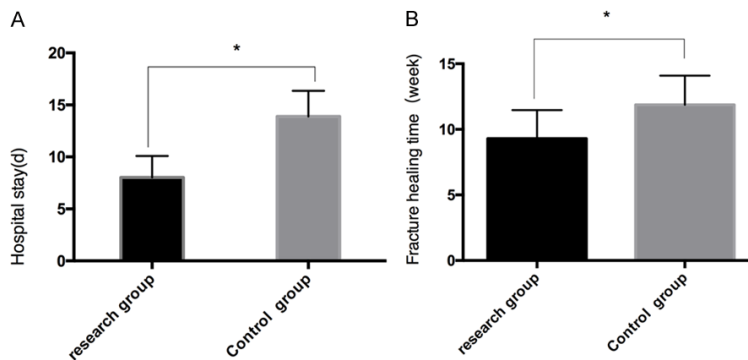 A
*
20
15
10
5
0
Hospital stay(d)
research group
Control group
B
*
15
10
5
0
Fracture healing time (week)
research group
Control group